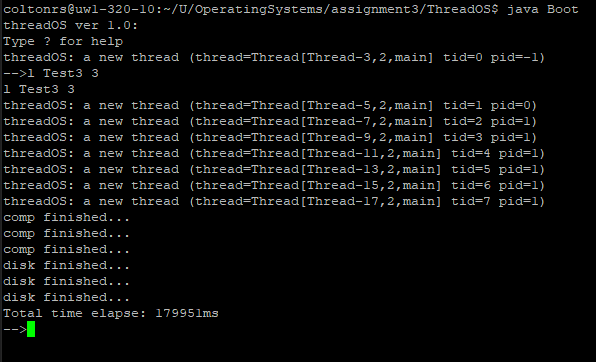 coltonrs@uw1-320-10:~/U/OperatingSystems/assignment3/ThreadOS$ java Boot
threadOS ver 1.0:
Type ? for help
threadOS: a new thread (thread=Thread[Thread-3,2,main] tid=0 pid=-1)
-->l Test3 3
l Test3 3
threadOS: a new thread (thread=Thread[Thread-5,2,main] tid=1 pid=0)
threadOS: a new thread (thread=Thread[Thread-7,2,main] tid=2 pid=1)
threadOS: a new thread (thread=Thread[Thread-9,2,main] tid=3 pid=1)
threadOS: a new thread (thread=Thread[Thread-11,2,main] tid=4 pid=1)
threadOS: a new thread (thread=Thread[Thread-13,2,main] tid=5 pid=1)
threadOS: a new thread (thread=Thread[Thread-15,2,main] tid=6 pid=1)
threadOS: a new thread (thread=Thread[Thread-17,2,main] tid=7 pid=1)
comp finished...
comp finished...
comp finished...
disk finished...
disk finished...
disk finished...
Total time elapse: 179951ms
-->